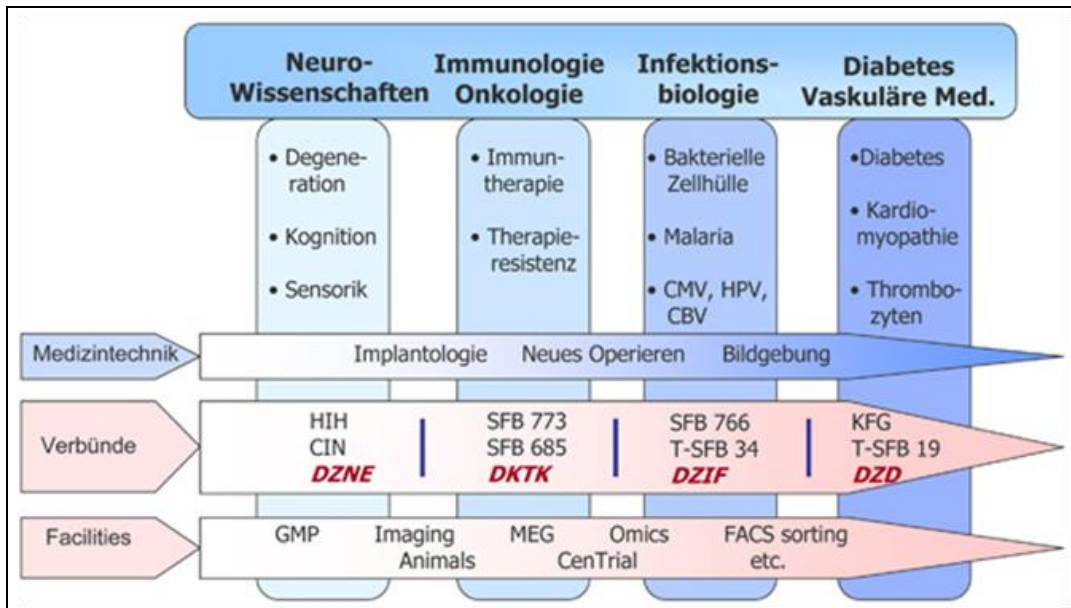 Neuro-
Wissenschaften
Immunologie
Onkologie
Infektions-
biologie
Diabetes
Vaskuläre Med.
• Degene-
ration
• Kognition
• Sensorik
• Immun-
therapie
• Therapie-
resistenz
• Bakterielle
Zellhülle
• Malaria
• CMV, HPV,
CBV
•Diabetes
• Kardio-
myopathie
• Thrombo-
zyten
Medizintechnik
Implantologie Neues Operieren Bildgebung
Verbünde
HIH
CIN
DZNE
SFB 773
SFB 685
DKTK
SFB 766
T-SFB 34
DZIF
KFG
T-SFB 19
DZD
Facilities
GMP Imaging MEG Omics FACS sorting
Animals CenTrial etc.